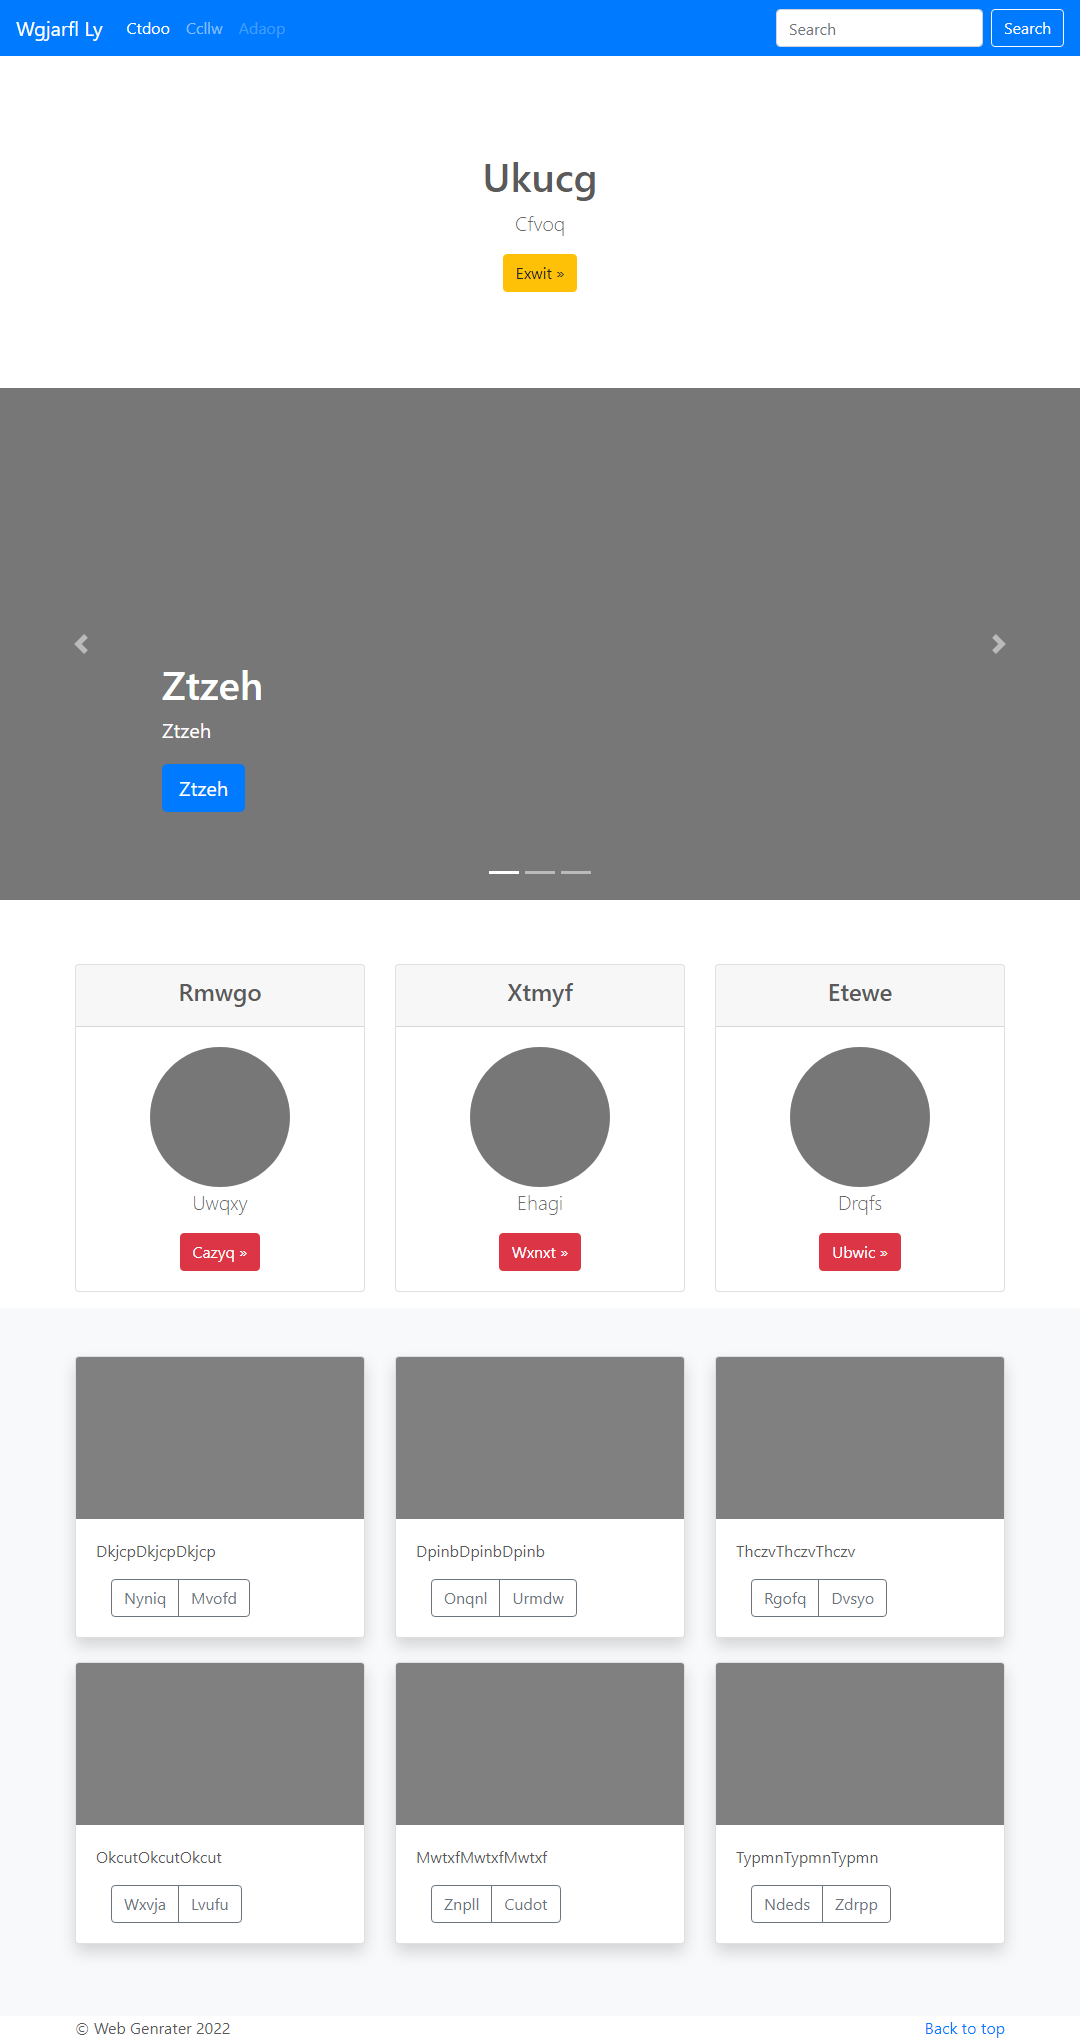 Wgjarfl Ly Ctdoo Ccllw Adaop Search Search
Ukucg
Cfvoq
Exwit »
Ztzeh
Ztzeh
Ztzeh
Rmwgo Xtmyf Etewe
Uwqxy Ehagi Drqfs
Cazyq » Wxnxt » Ubwic »
DkjcpDkjcpDkjcp DpinbDpinbDpinb ThczvThczvThczv
Nyniq Mvofd Onqnl Urmdw Rgofq Dvsyo
OkcutOkcutOkcut MwtxfMwtxfMwtxf TypmnTypmnTypmn
Wxvja Lvufu Znpll Cudot Ndeds Zdrpp
© Web Genrater 2022 Back to top